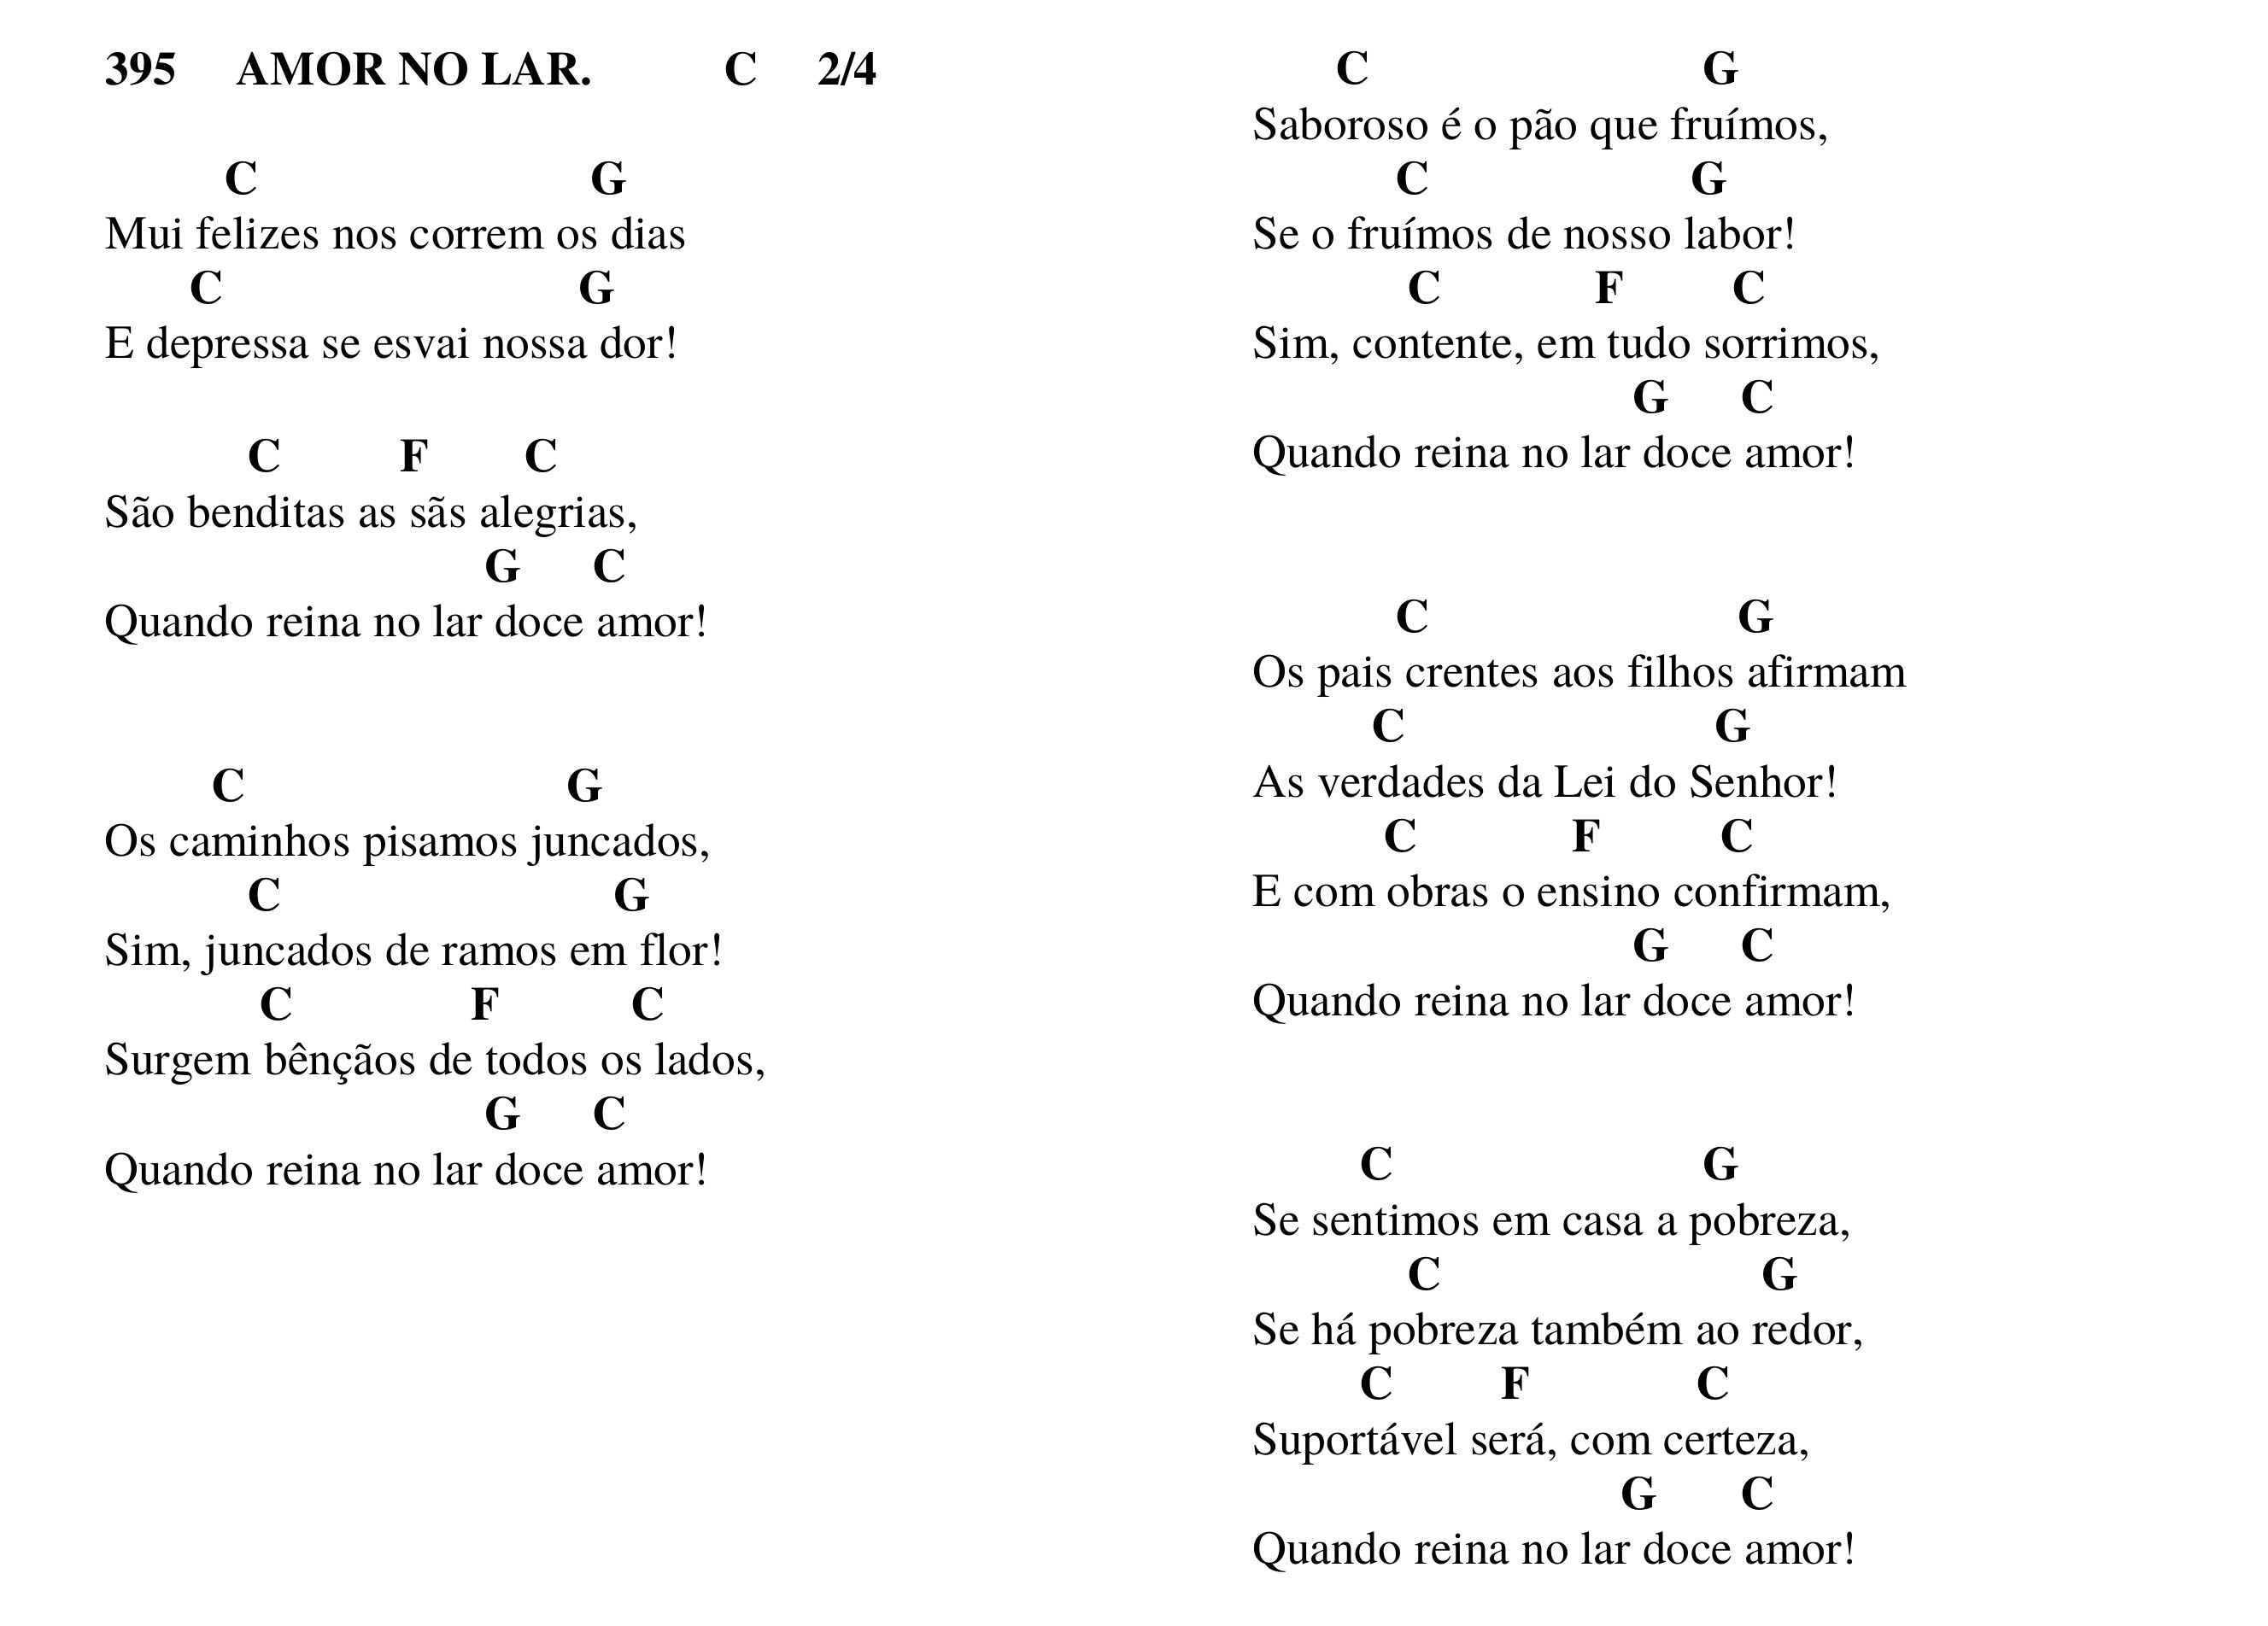 395 AMOR NO LAR. C 2/4
C G
Mui felizes nos correm os dias
C G
E depressa se esvai nossa dor!
C F C
São benditas as sãs alegrias,
G C
Quando reina no lar doce amor!
C G
Os caminhos pisamos juncados,
C G
Sim, juncados de ramos em flor!
C F C
Surgem bênçãos de todos os lados,
G C
Quando reina no lar doce amor!
C G
Saboroso é o pão que fruímos,
C G
Se o fruímos de nosso labor!
C F C
Sim, contente, em tudo sorrimos,
G C
Quando reina no lar doce amor!
C G
Os pais crentes aos filhos afirmam
C G
As verdades da Lei do Senhor!
C F C
E com obras o ensino confirmam,
G C
Quando reina no lar doce amor!
C G
Se sentimos em casa a pobreza,
C G
Se há pobreza também ao redor,
C F C
Suportável será, com certeza,
G C
Quando reina no lar doce amor!